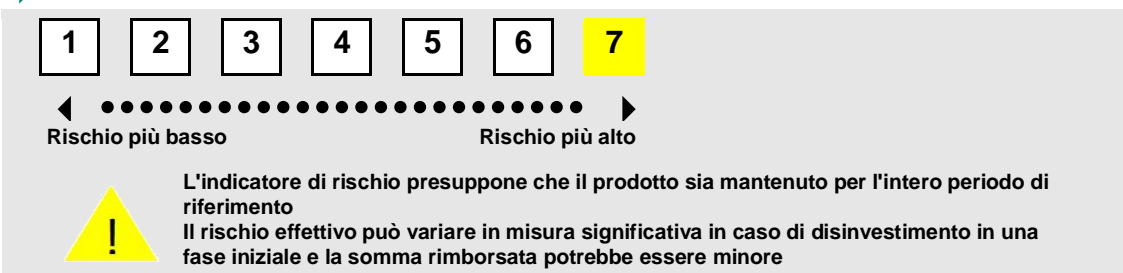 1 2 3 4 5 6 7
Rischio più basso Rischio più alto
L'indicatore di rischio presuppone che il prodotto sia mantenuto per l'intero periodo di
riferimento
!
Il rischio effettivo può variare in misura significativa in caso di disinvestimento in una
fase iniziale e la somma rimborsata potrebbe essere minore